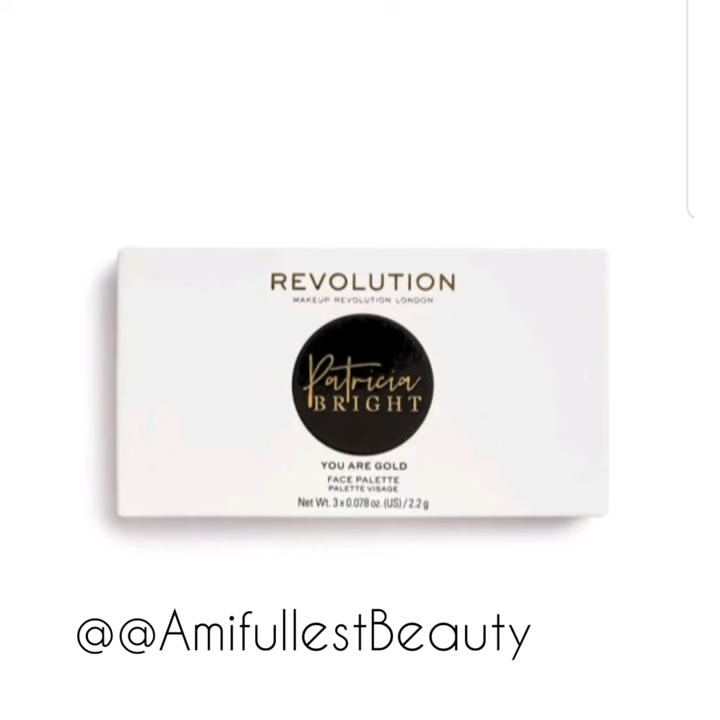 REVOLUTION
MAKEUP REVOLUTION LONDON
Patricia
BRIGHT
YOU ARE GOLD
FACE PALETTE
PALETTE VISAGE
Net Wt. 3 x 0.078 oz. (US) / 2.2 g
@@AmifullestBeauty